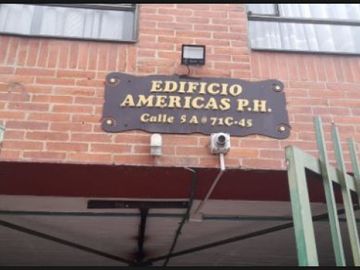 EDIFICIO
AMERICAS P.H.
Calle 5A # 71C-45